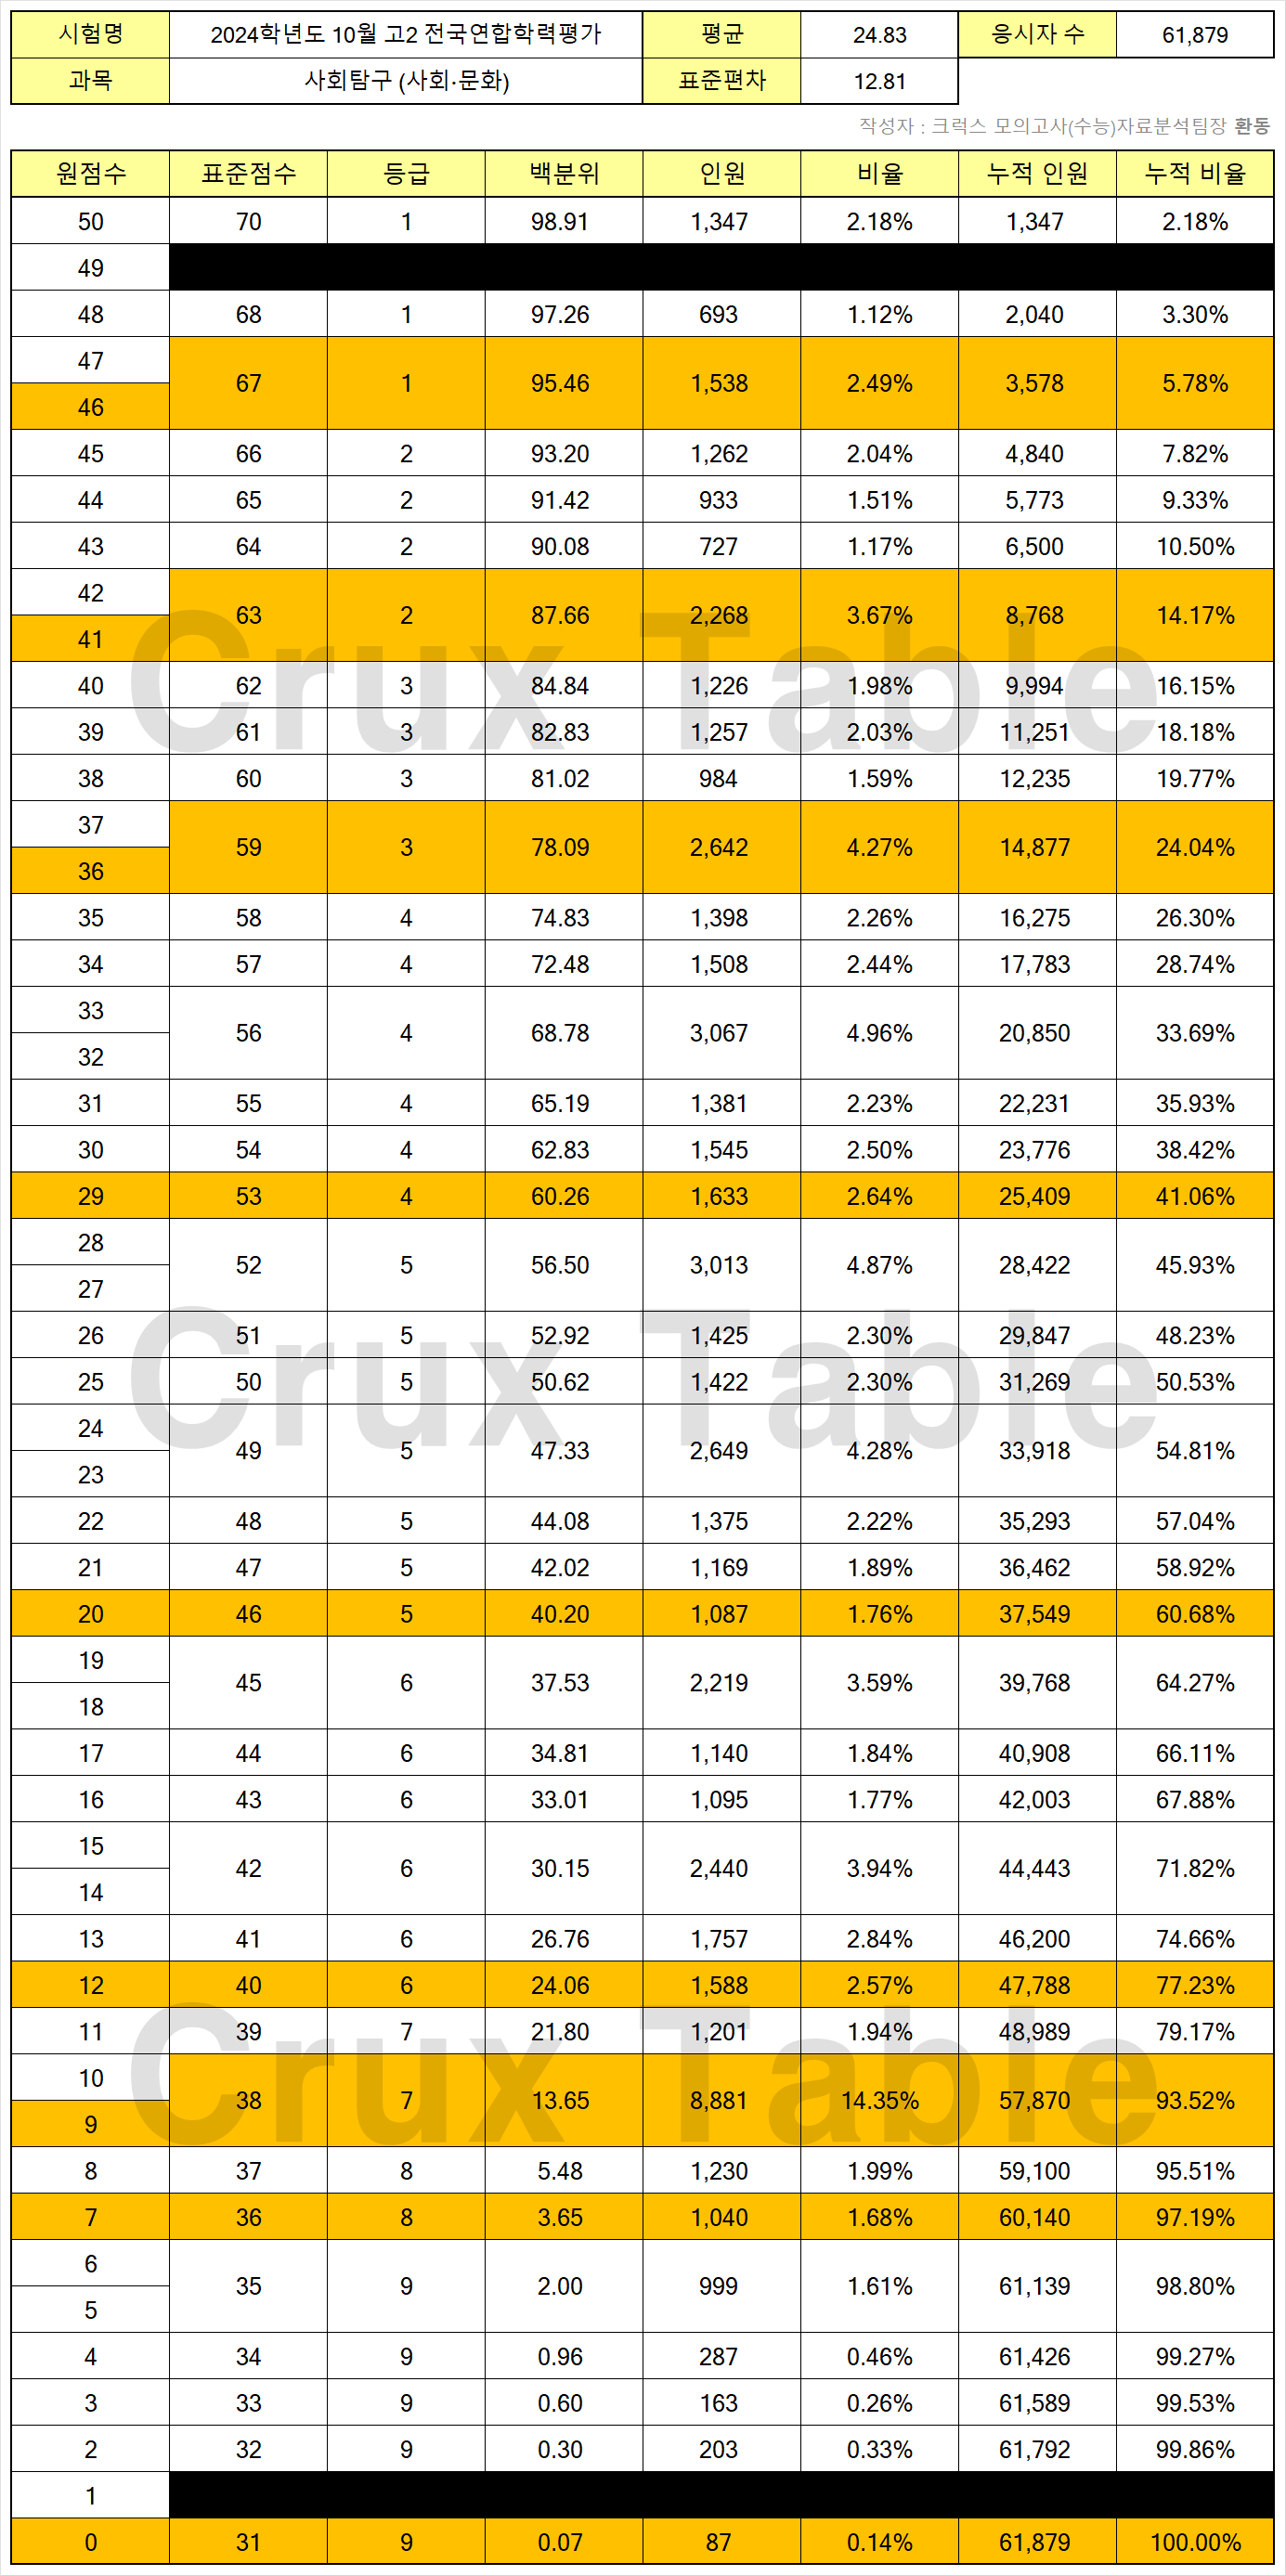 시험명 2024학년도 10월 고2 전국연합학력평가 평균 24.83 응시자 수 61,879
과목 사회탐구 (사회·문화) 표준편차 12.81
작성자 : 크럭스 모의고사(수능)자료분석팀장 환동
원점수 표준점수 등급 백분위 인원 비율 누적 인원 누적 비율
50 70 1 98.91 1,347 2.18% 1,347 2.18%
49
48 68 1 97.26 693 1.12% 2,040 3.30%
47
67 1 95.46 1,538 2.49% 3,578 5.78%
46
45 66 2 93.20 1,262 2.04% 4,840 7.82%
44 65 2 91.42 933 1.51% 5,773 9.33%
43 64 2 90.08 727 1.17% 6,500 10.50%
42
63 2 87.66 2,268 3.67% 8,768 14.17%
41
Crux Table
40 62 3 84.84 1,226 1.98% 9,994 16.15%
39 61 3 82.83 1,257 2.03% 11,251 18.18%
38 60 3 81.02 984 1.59% 12,235 19.77%
37
59 3 78.09 2,642 4.27% 14,877 24.04%
36
35 58 4 74.83 1,398 2.26% 16,275 26.30%
34 57 4 72.48 1,508 2.44% 17,783 28.74%
33
56 4 68.78 3,067 4.96% 20,850 33.69%
32
31 55 4 65.19 1,381 2.23% 22,231 35.93%
30 54 4 62.83 1,545 2.50% 23,776 38.42%
29 53 4 60.26 1,633 2.64% 25,409 41.06%
28
52 5 56.50 3,013 4.87% 28,422 45.93%
27
26 51 5 52.92 1,425 2.30% 29,847 48.23%
Crux Table
25 50 5 50.62 1,422 2.30% 31,269 50.53%
24
49 5 47.33 2,649 4.28% 33,918 54.81%
23
22 48 5 44.08 1,375 2.22% 35,293 57.04%
21 47 5 42.02 1,169 1.89% 36,462 58.92%
20 46 5 40.20 1,087 1.76% 37,549 60.68%
19
45 6 37.53 2,219 3.59% 39,768 64.27%
18
17 44 6 34.81 1,140 1.84% 40,908 66.11%
16 43 6 33.01 1,095 1.77% 42,003 67.88%
15
42 6 30.15 2,440 3.94% 44,443 71.82%
14
13 41 6 26.76 1,757 2.84% 46,200 74.66%
12 40 6 24.06 1,588 2.57% 47,788 77.23%
11 39 7 21.80 1,201 1.94% 48,989 79.17%
Crux Table
10
38 7 13.65 8,881 14.35% 57,870 93.52%
9
8 37 8 5.48 1,230 1.99% 59,100 95.51%
7 36 8 3.65 1,040 1.68% 60,140 97.19%
6
35 9 2.00 999 1.61% 61,139 98.80%
5
4 34 9 0.96 287 0.46% 61,426 99.27%
3 33 9 0.60 163 0.26% 61,589 99.53%
2 32 9 0.30 203 0.33% 61,792 99.86%
1
0 31 9 0.07 87 0.14% 61,879 100.00%